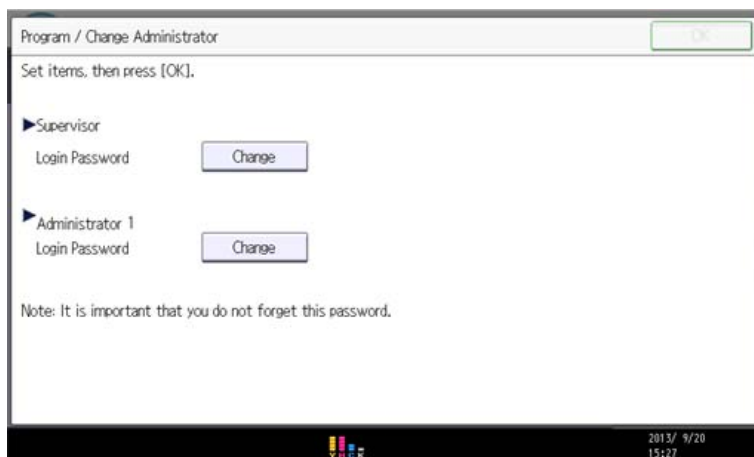 Program / Change Administrator
OK
Set items, then press [OK].
►Supervisor
Login Password Change
►Administrator 1
Login Password Change
Note: It is important that you do not forget this password.
Y M C K
2013/ 9/20
15:27